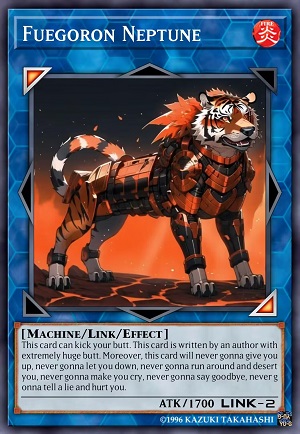 Fuegoron Neptune
FIRE
炎
[Machine/Link/Effect]
This card can kick your butt. This card is written by an author with
extremely huge butt. Moreover, this card will never gonna give you
up, never gonna let you down, never gonna run around and desert
you, never gonna make you cry, never gonna say goodbye, never g
onna tell a lie and hurt you.
ATK/1700 LINK-2
©1996 KAZUKI TAKAHASHI